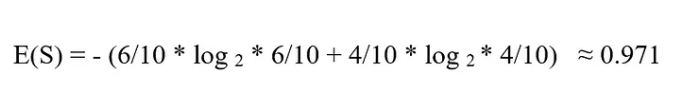 E(S) = - (6/10 * log ₂ * 6/10 + 4/10 * log ₂ * 4/10) ≈ 0.971